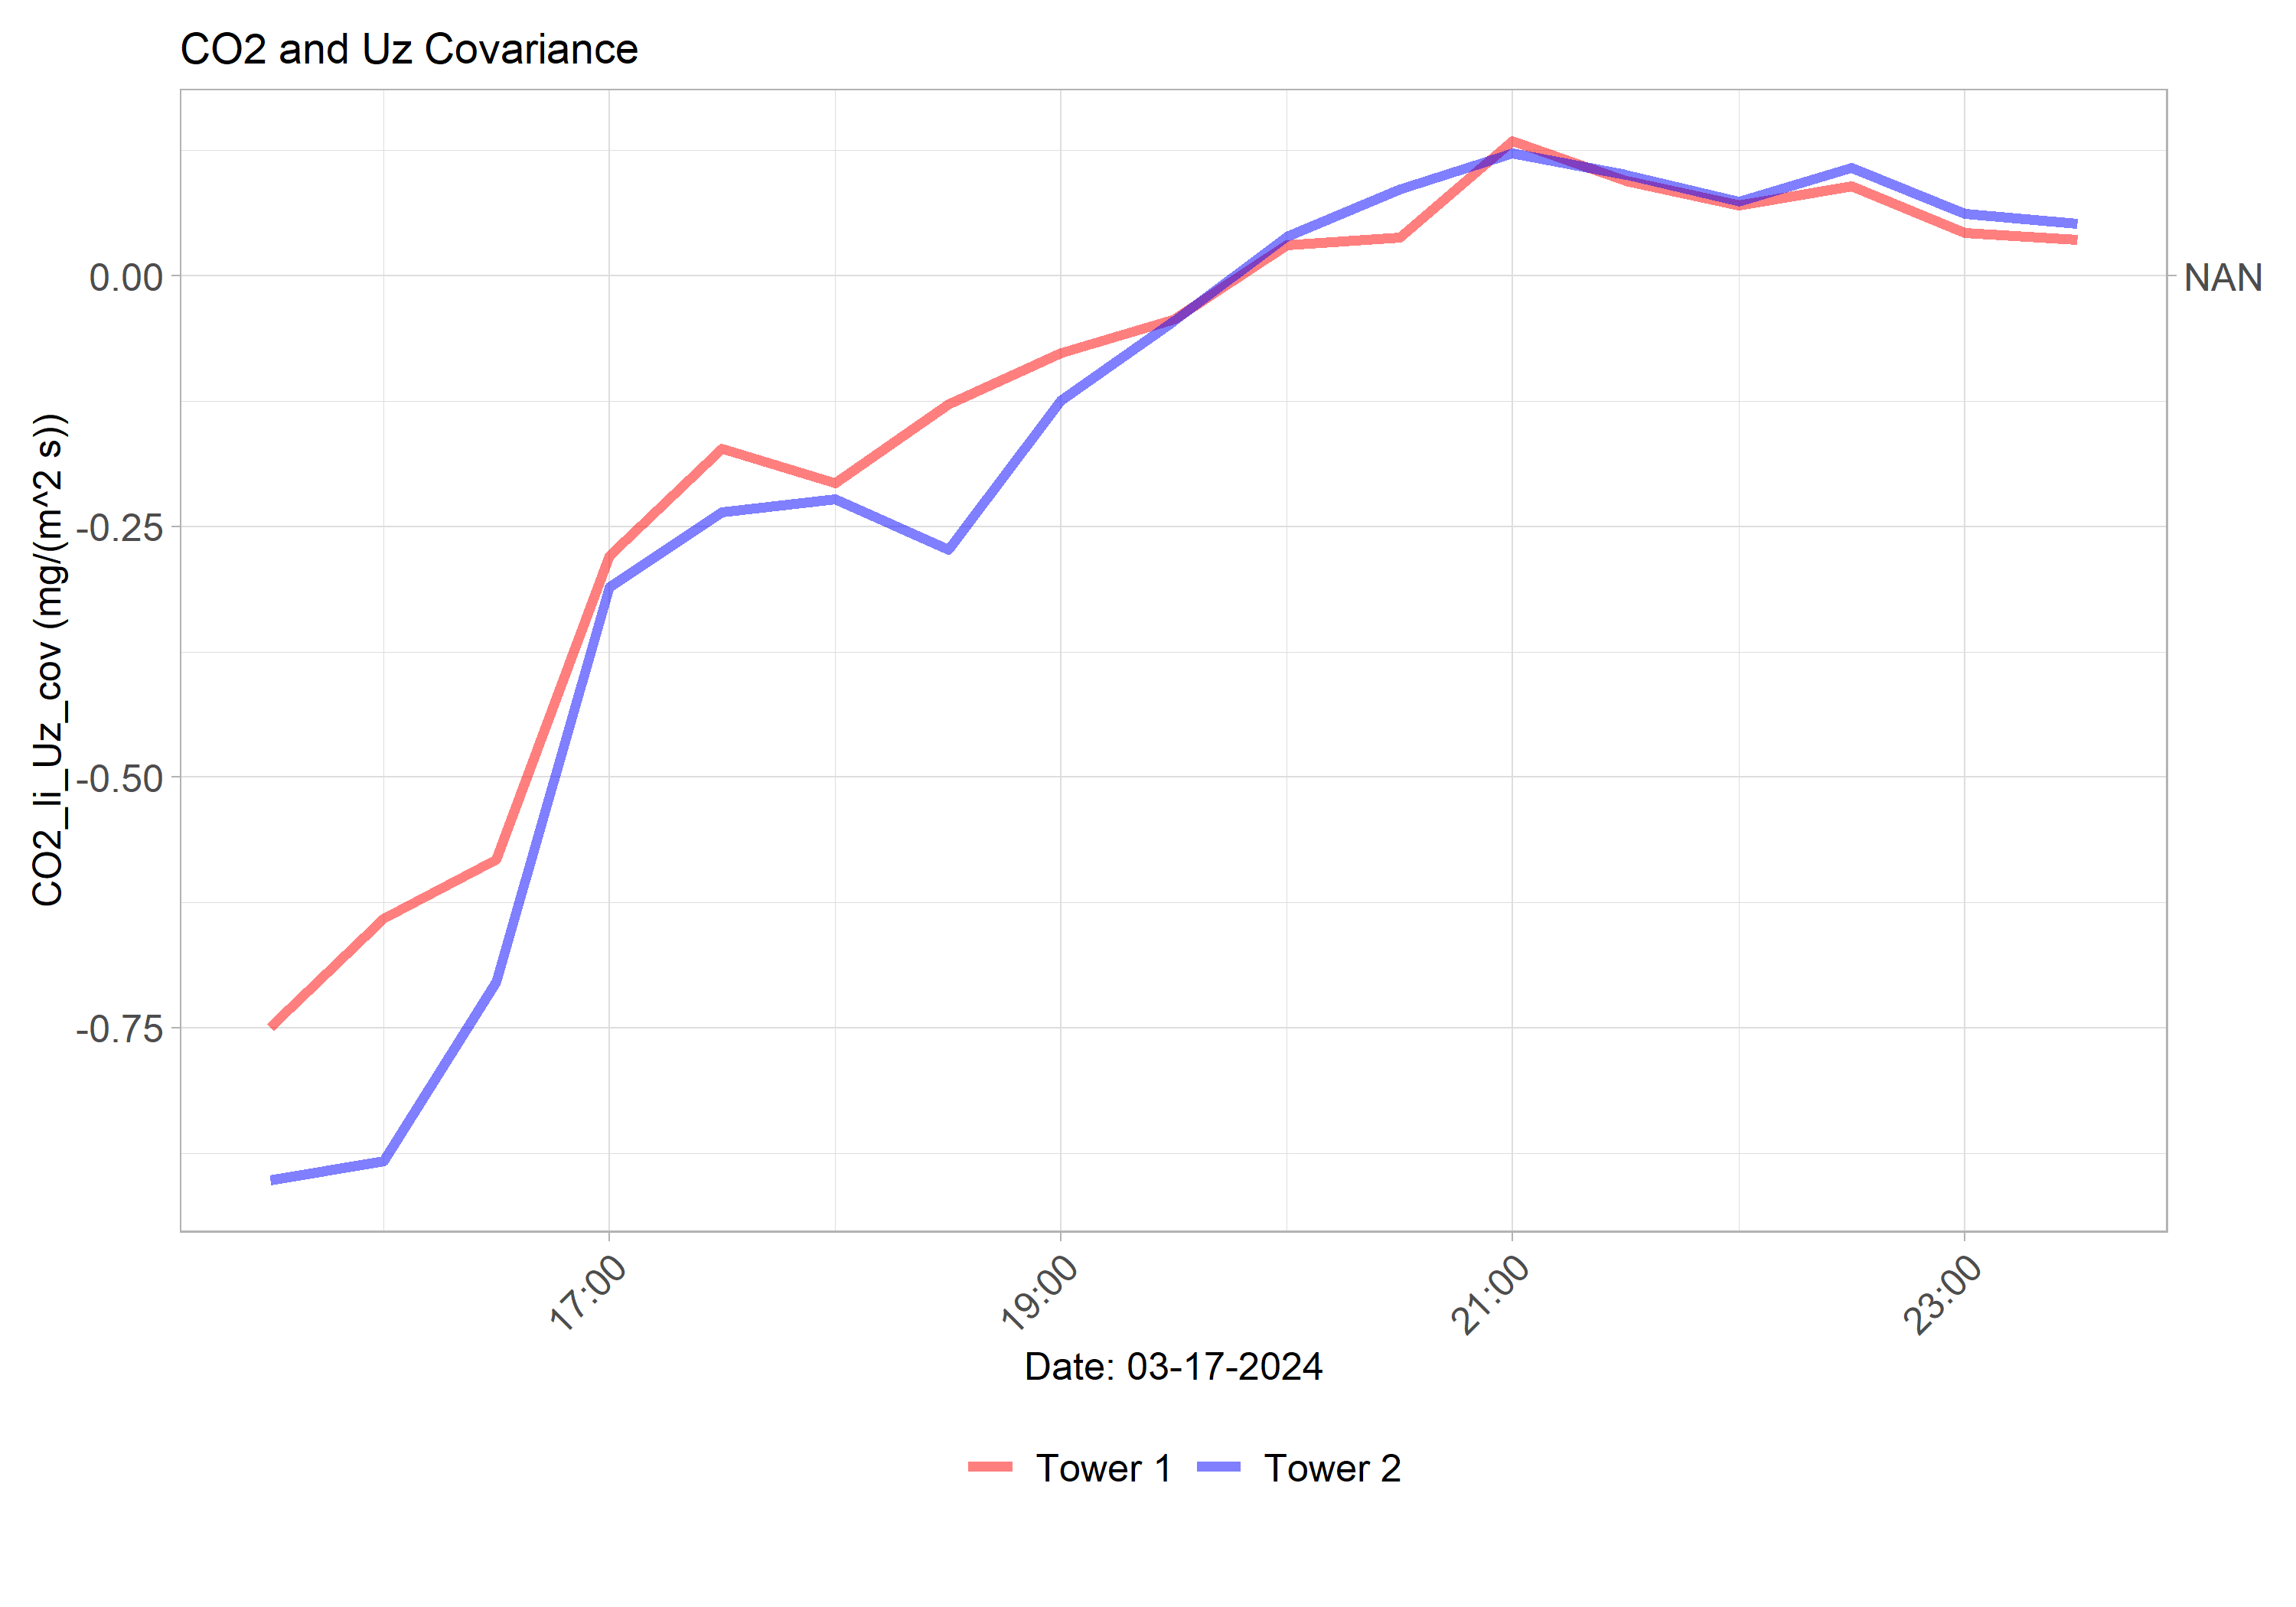 CO2 and Uz Covariance
CO2_li_Uz_cov (mg/(m^2 s))
0.00
-0.25
-0.50
-0.75
NAN
17:00
19:00
21:00
23:00
Date: 03-17-2024
Tower 1
Tower 2